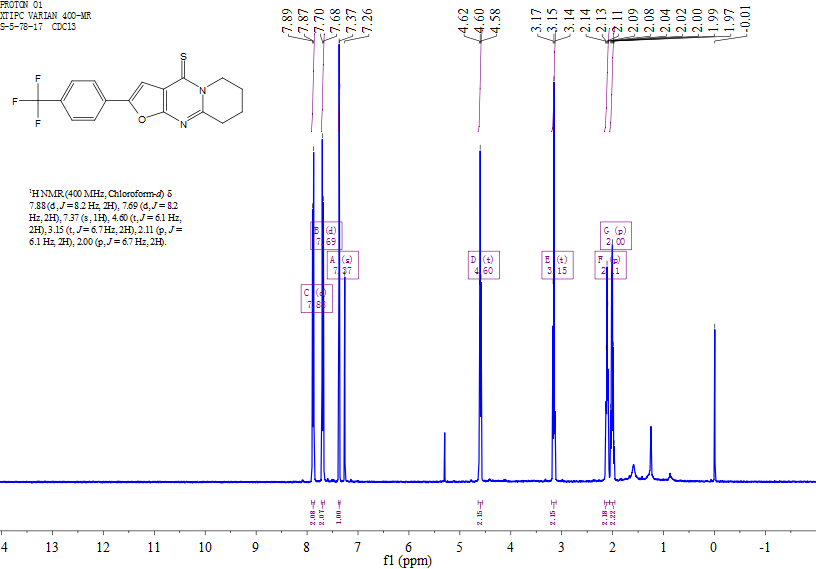 PROTON 01
XTIPC VARIAN 400-MR
S-5-78-17 CDCl3
7.89
7.87
7.70
7.68
7.37
7.26
4.62
4.60
4.58
3.17
3.15
3.14
2.14
2.13
2.11
2.09
2.08
2.04
2.02
2.00
1.99
1.97
-0.01
S
F
F
F
N
O
N
¹H NMR (400 MHz, Chloroform-d) δ
7.88 (d, J = 8.2 Hz, 2H), 7.69 (d, J = 8.2
Hz, 2H), 7.37 (s, 1H), 4.60 (t, J = 6.1 Hz,
2H), 3.15 (t, J = 6.7 Hz, 2H), 2.11 (p, J =
6.1 Hz, 2H), 2.00 (p, J = 6.7 Hz, 2H).
B (d)
7.69
G (p)
2.00
A (s)
7.37
D (t)
4.60
E (t)
3.15
F (p)
2.11
C (d)
7.88
2.08
2.07
1.00
2.15
2.15
2.18
2.22
4 13 12 11 10 9 8 7 6 5 4 3 2 1 0 -1
f1 (ppm)